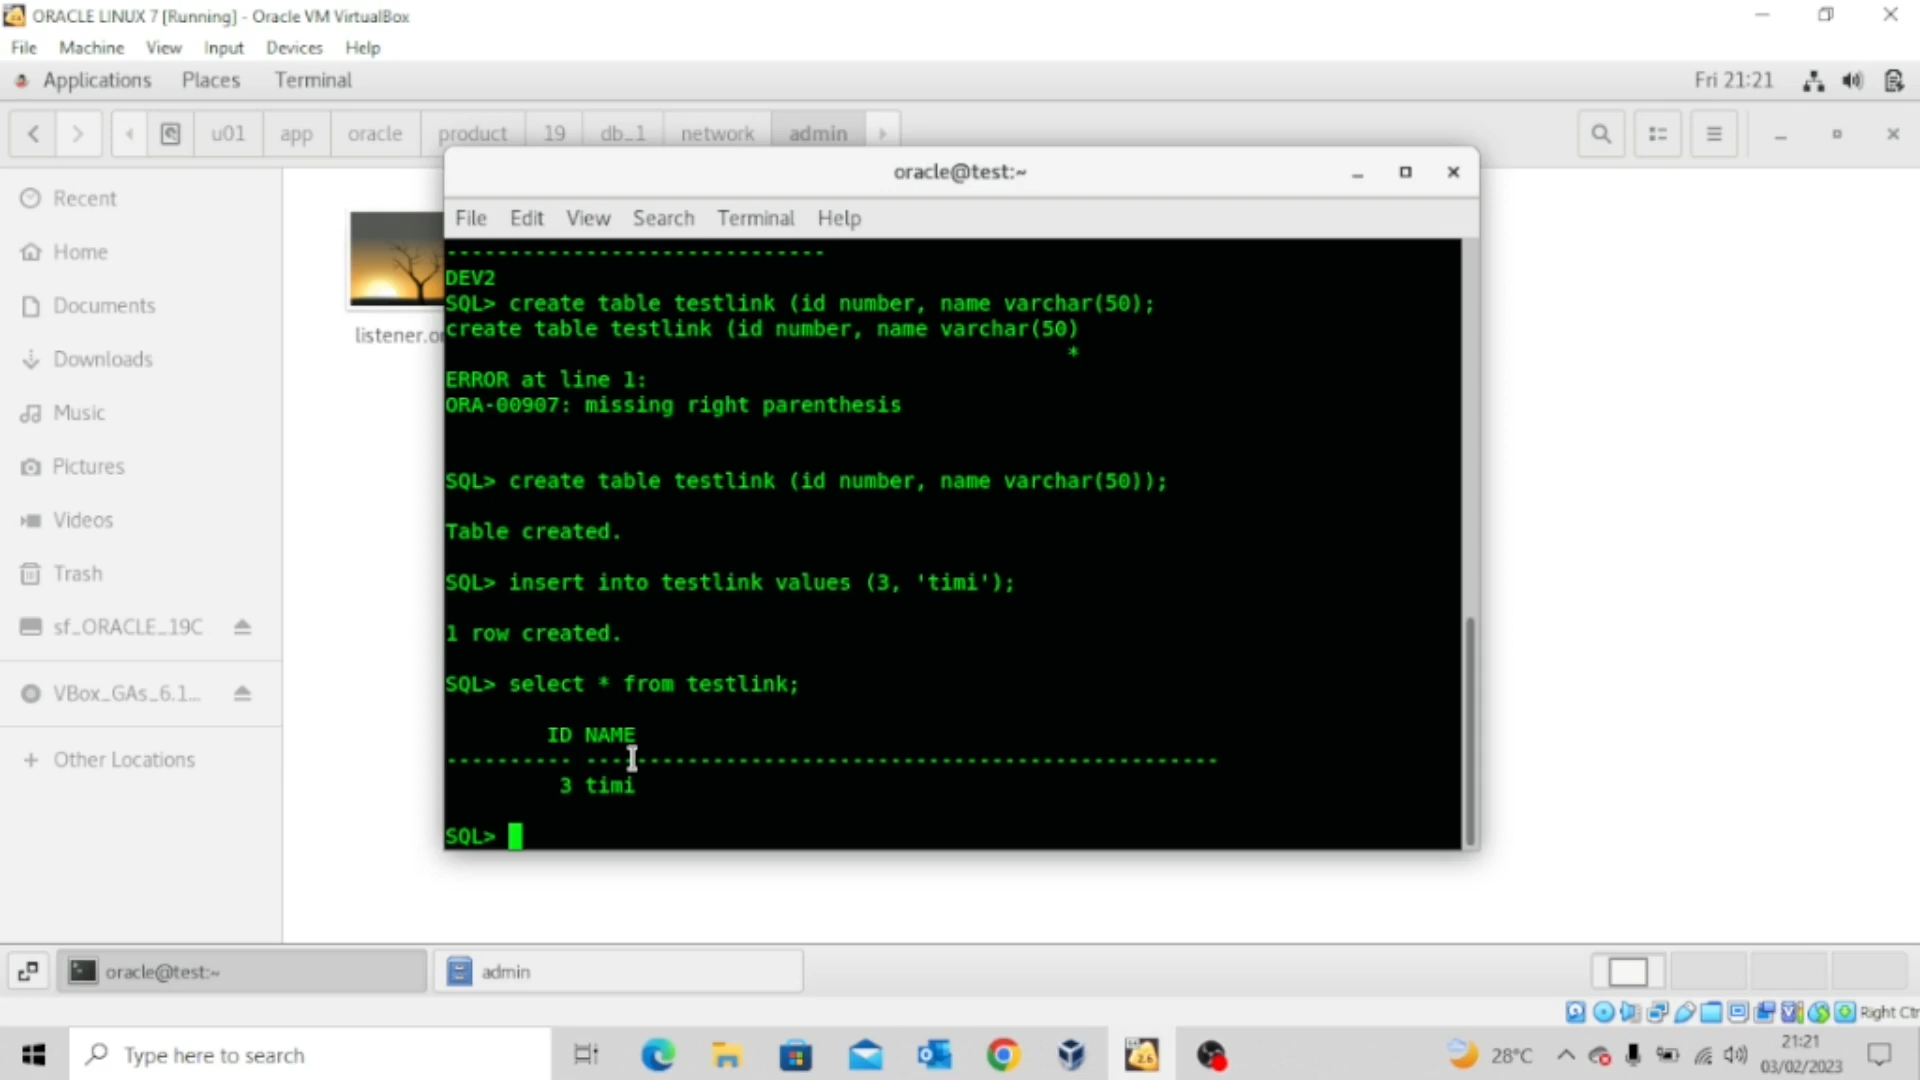 ORACLE LINUX 7 [Running] - Oracle VM VirtualBox
File Machine View Input Devices Help
Applications Places Terminal Fri 21:21
u01 app oracle product 19 db_1 network admin
oracle@test:~
File Edit View Search Terminal Help
Recent
Home
Documents
Downloads
Music
Pictures
Videos
Trash
sf_ORACLE_19C
VBox_GAs_6.1...
+ Other Locations
listener.or
------------------------------
DEV2
SQL> create table testlink (id number, name varchar(50);
create table testlink (id number, name varchar(50)
*
ERROR at line 1:
ORA-00907: missing right parenthesis
SQL> create table testlink (id number, name varchar(50));
Table created.
SQL> insert into testlink values (3, 'timi');
1 row created.
SQL> select * from testlink;
ID NAME
---------- --------------------------------------------------
3 timi
SQL>
oracle@test:~ admin
Right Ctr
Type here to search 28°C 21:21
03/02/2023